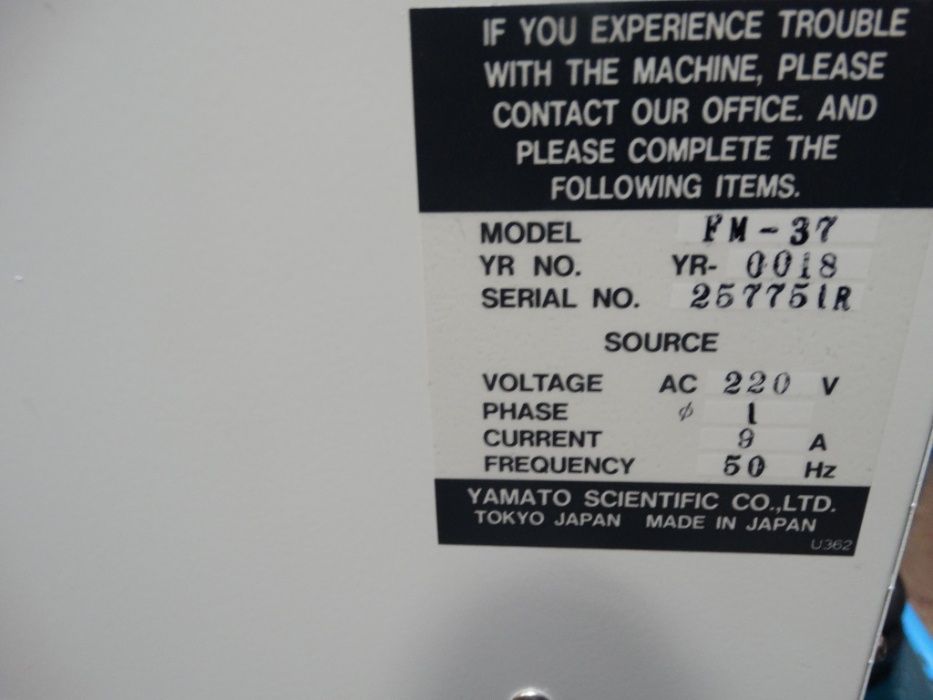 IF YOU EXPERIENCE TROUBLE
WITH THE MACHINE, PLEASE
CONTACT OUR OFFICE. AND
PLEASE COMPLETE THE
FOLLOWING ITEMS.
MODEL FM-37
YR NO. YR- 0018
SERIAL NO. 257751R
SOURCE
VOLTAGE AC 220 V
PHASE ϕ 1
CURRENT 9 A
FREQUENCY 50 Hz
YAMATO SCIENTIFIC CO.,LTD.
TOKYO JAPAN MADE IN JAPAN
U362